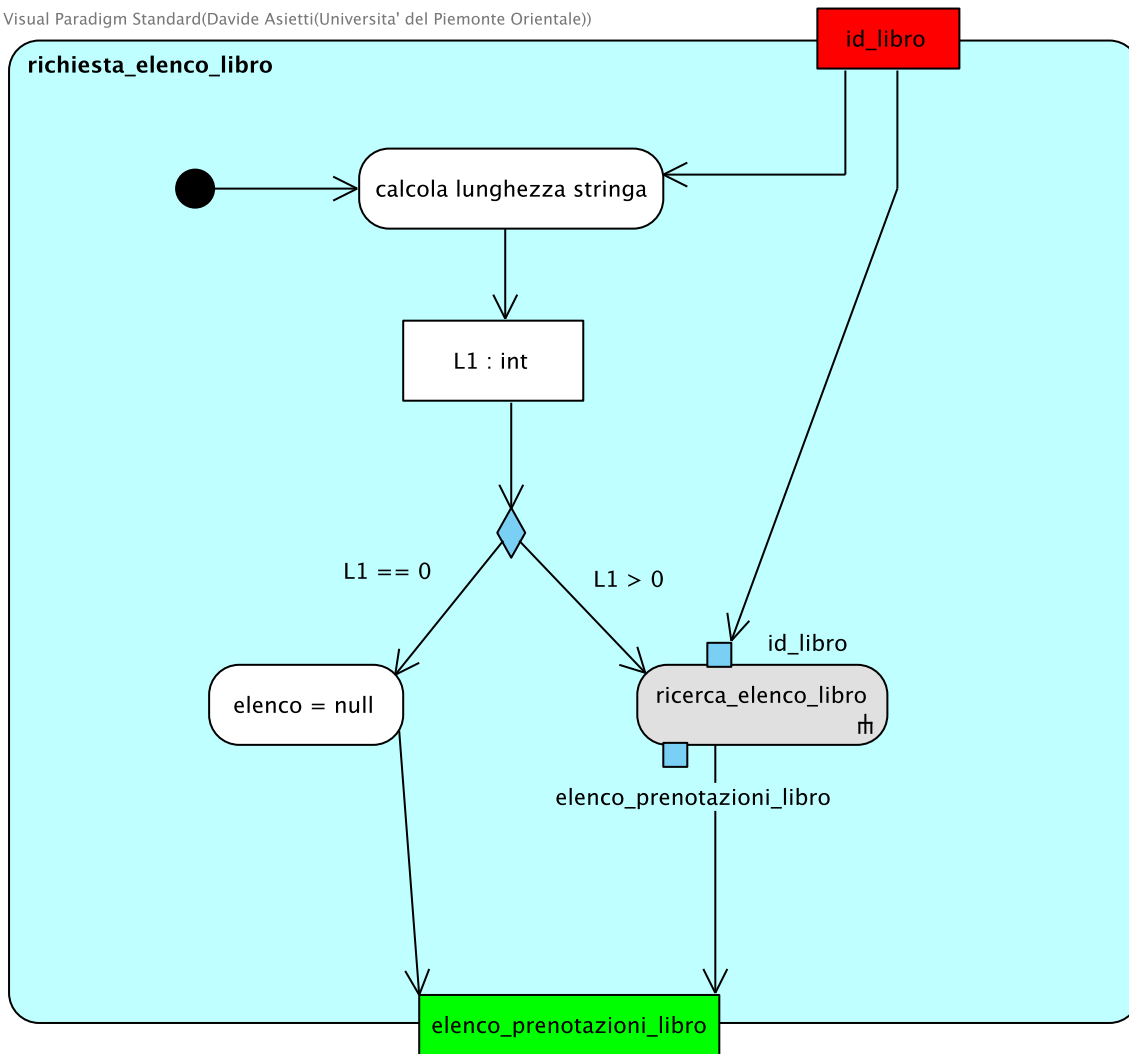 Visual Paradigm Standard(Davide Asietti(Universita' del Piemonte Orientale))
id_libro
richiesta_elenco_libro
calcola lunghezza stringa
L1 : int
L1 == 0
L1 > 0
id_libro
elenco = null
ricerca_elenco_libro
elenco_prenotazioni_libro
elenco_prenotazioni_libro